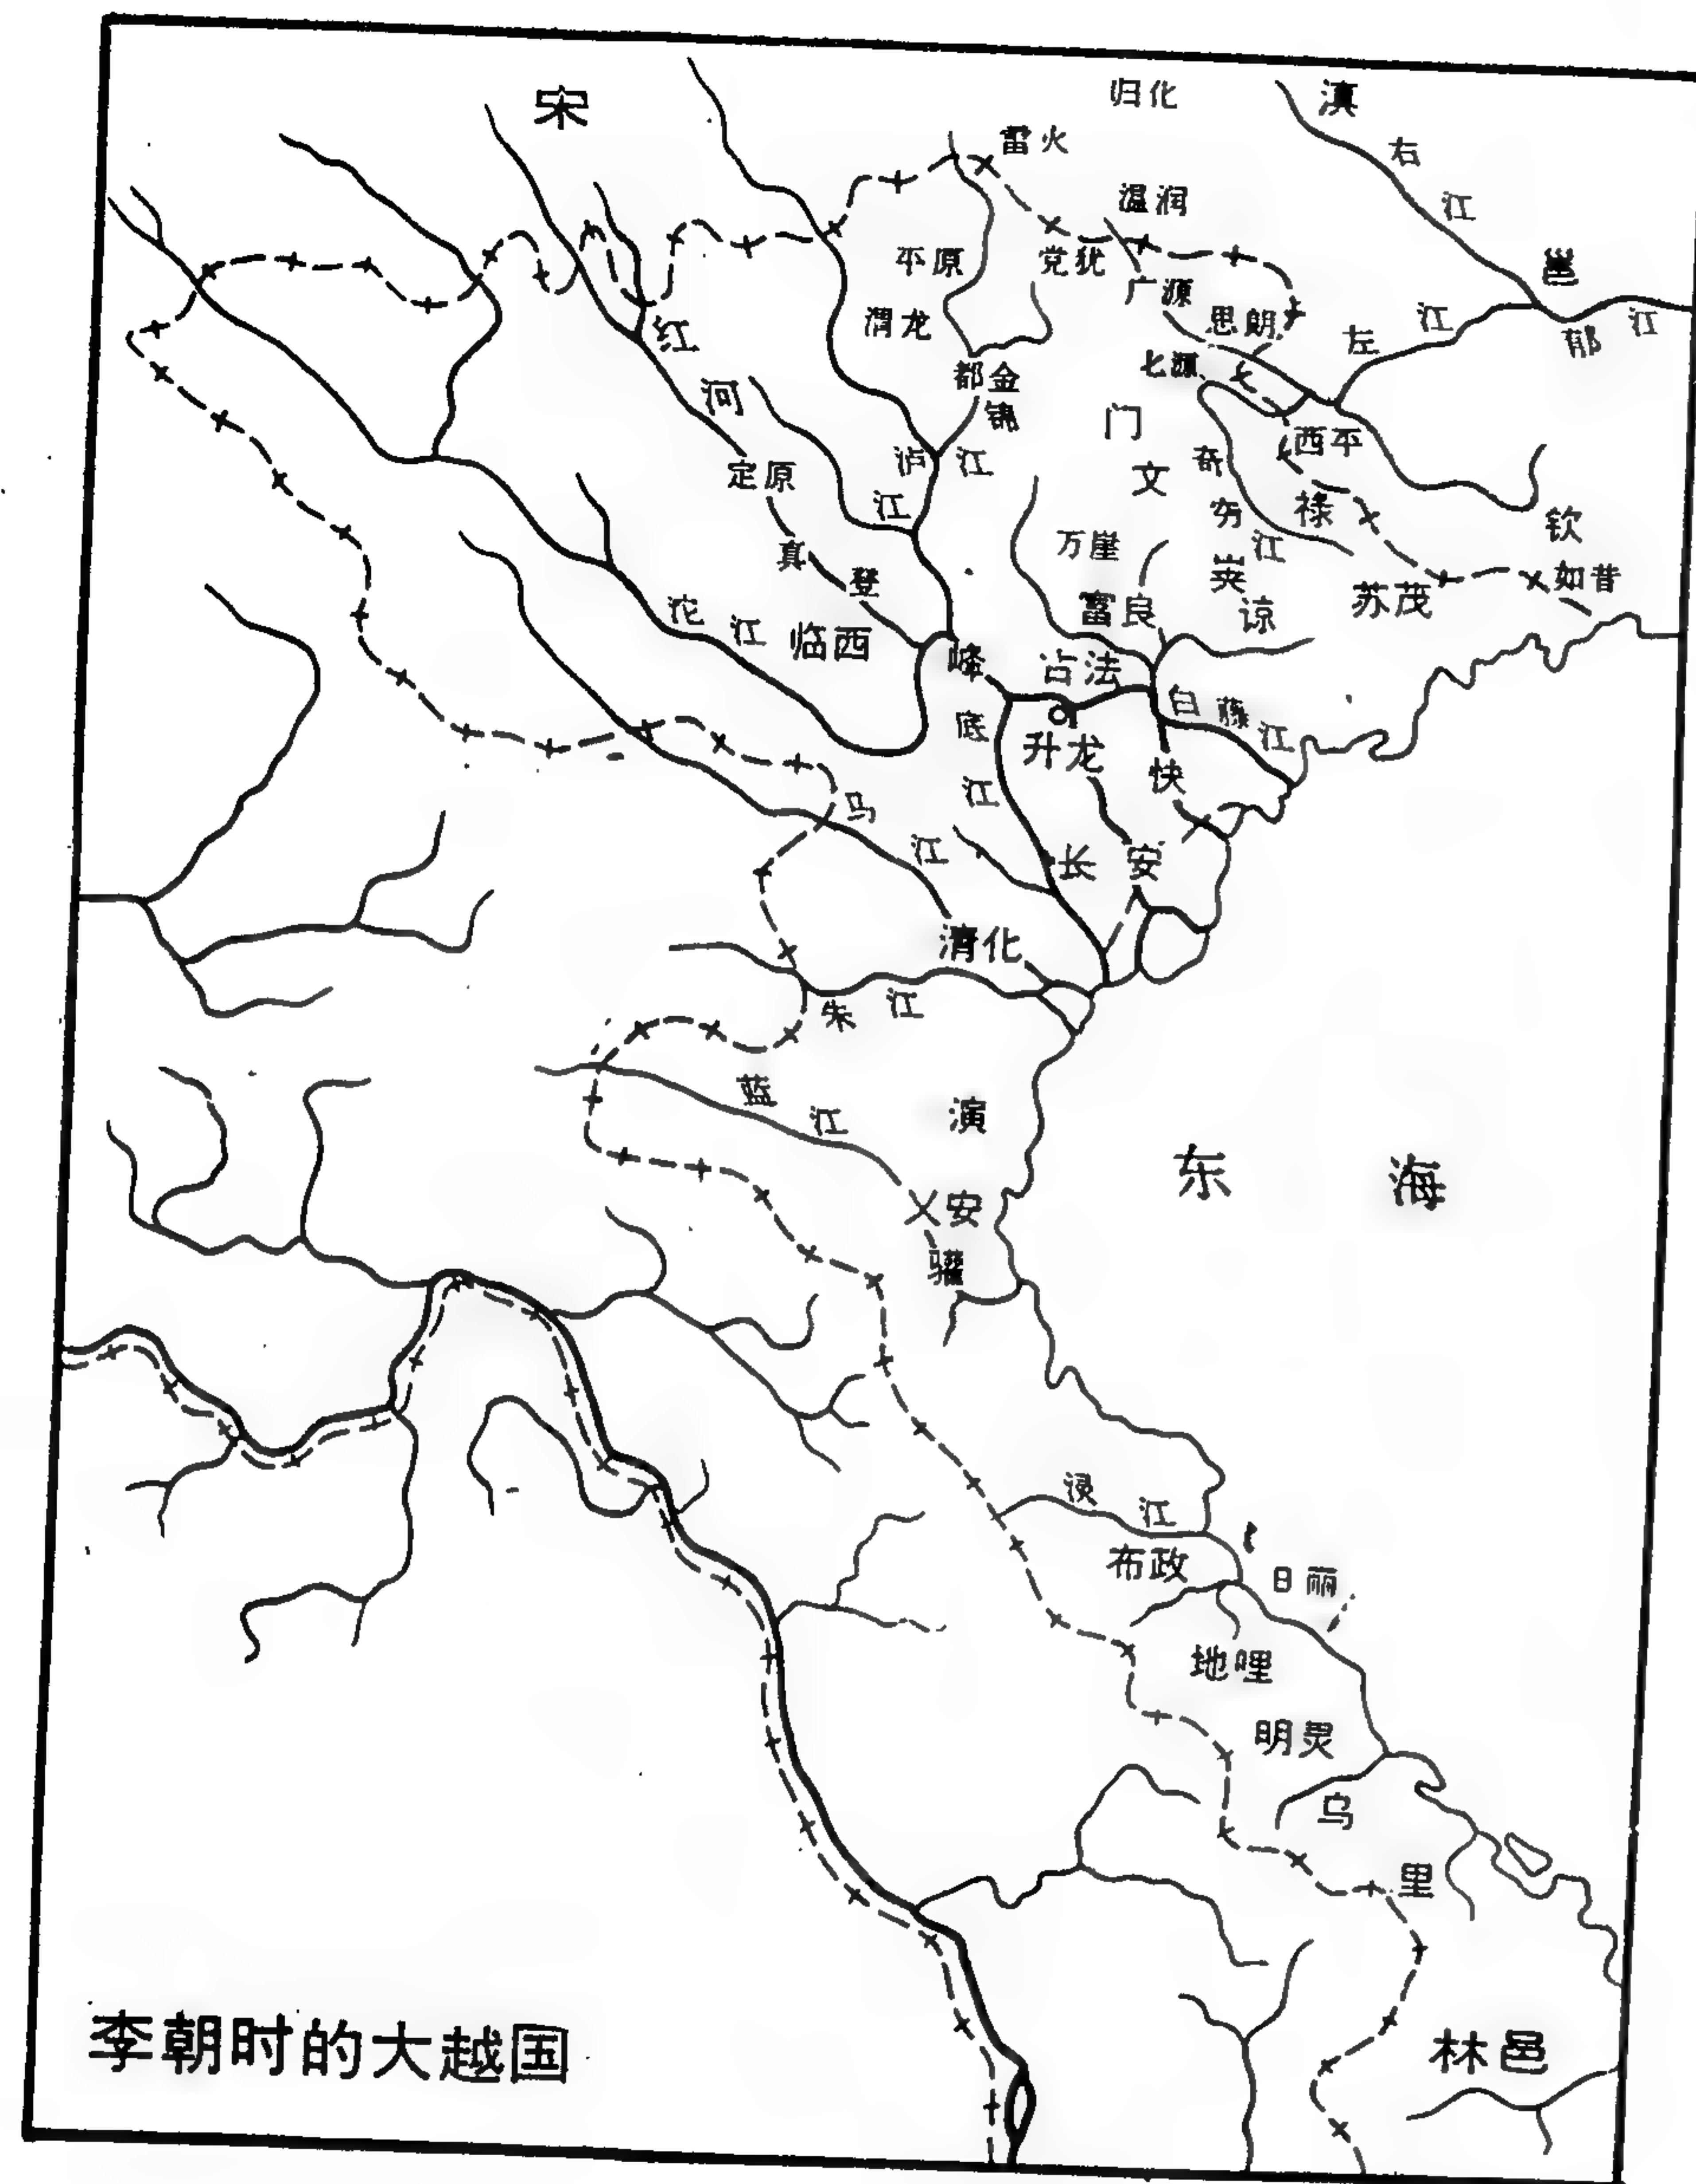 宋
归化
滇
雷火
右江
温润
邕
平原
党犹
广源
渭龙
思朗
左江
郁江
红河
七源
都金
锦
门
西平
定原
泸江
江
文
奇穷江
禄
钦
真登
万崖
如昔
苏茂
富良
谅
沱江
临西
峰
占法
白藤江
底江
升龙
快
马江
长安
清化
朱江
蓝江
演
东海
安
驩
江
布政
日丽
地哩
明灵
乌里
李朝时的大越国
林邑